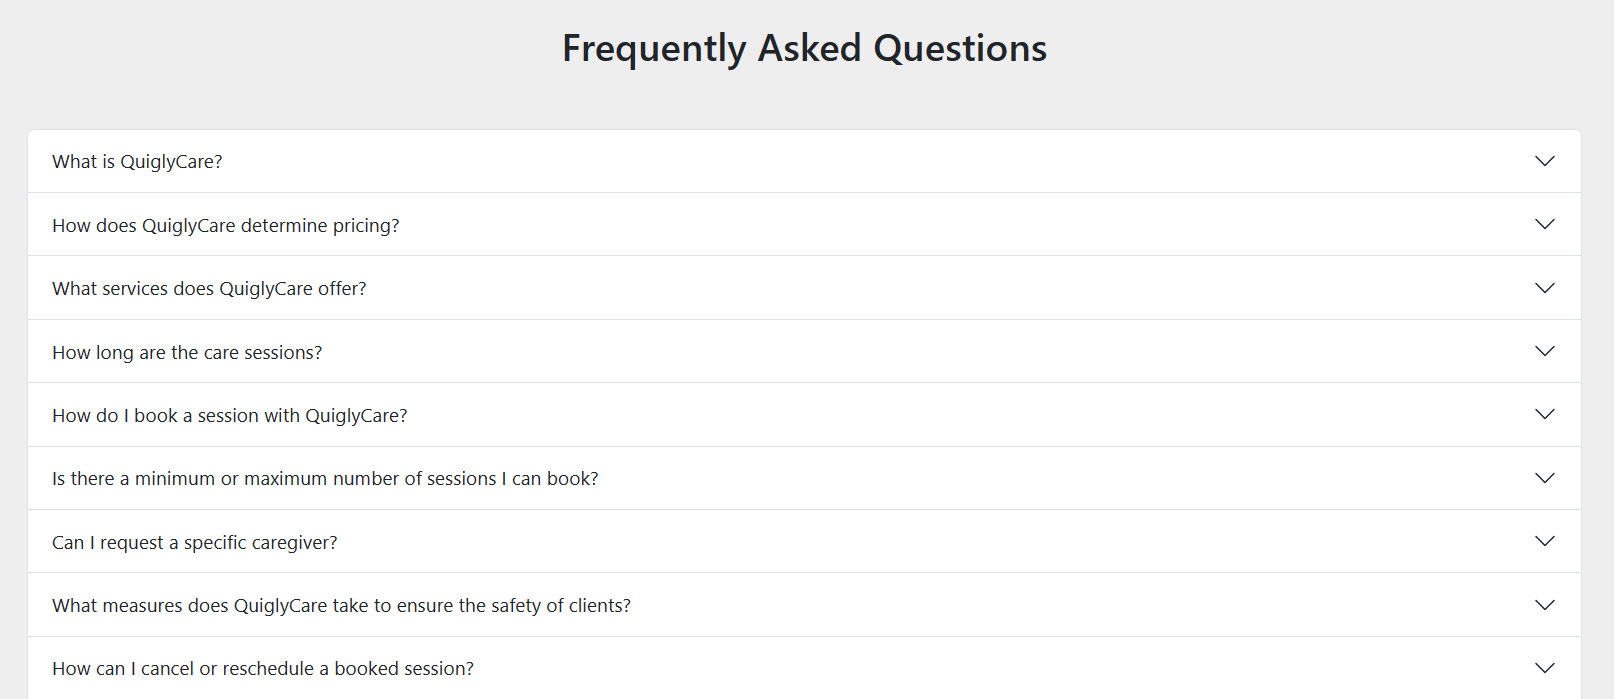 Frequently Asked Questions
What is QuiglyCare?
How does QuiglyCare determine pricing?
What services does QuiglyCare offer?
How long are the care sessions?
How do I book a session with QuiglyCare?
Is there a minimum or maximum number of sessions I can book?
Can I request a specific caregiver?
What measures does QuiglyCare take to ensure the safety of clients?
How can I cancel or reschedule a booked session?